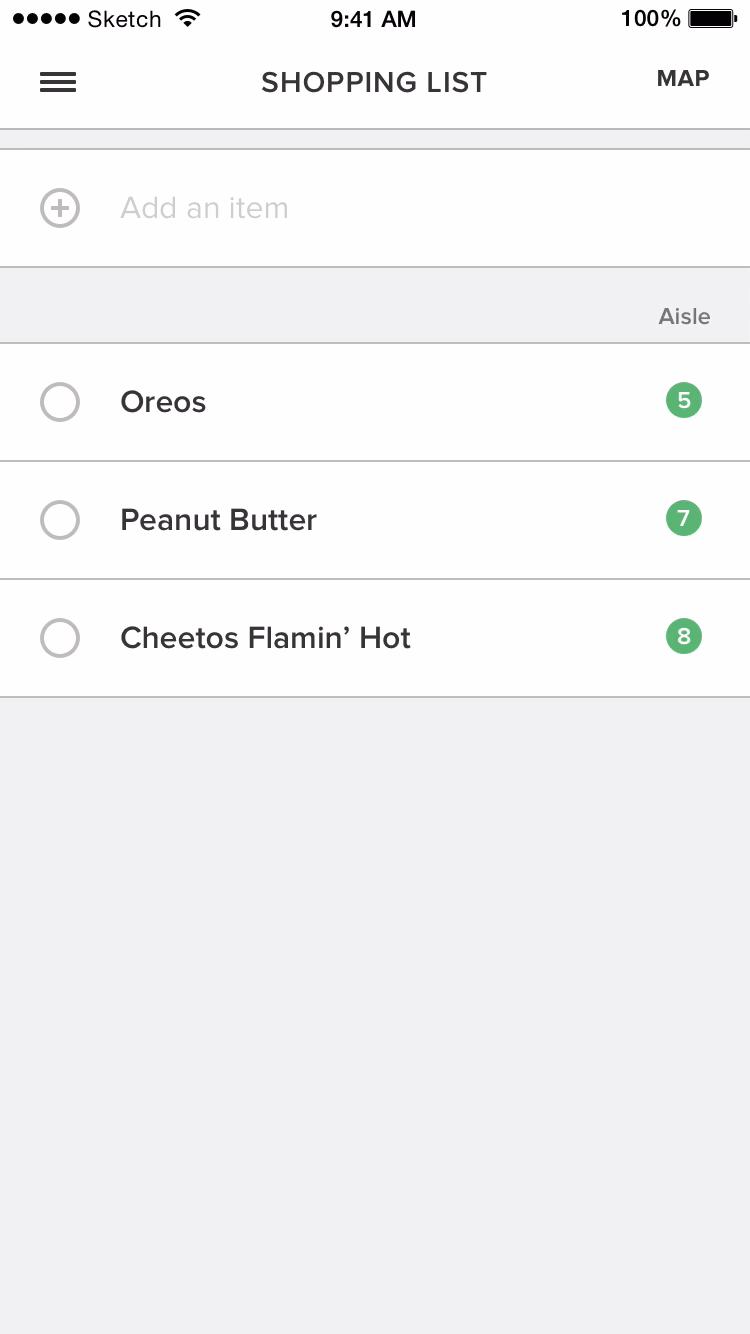 Sketch 9:41 AM 100%
SHOPPING LIST MAP
Add an item
Aisle
Oreos 5
Peanut Butter 7
Cheetos Flamin’ Hot 8